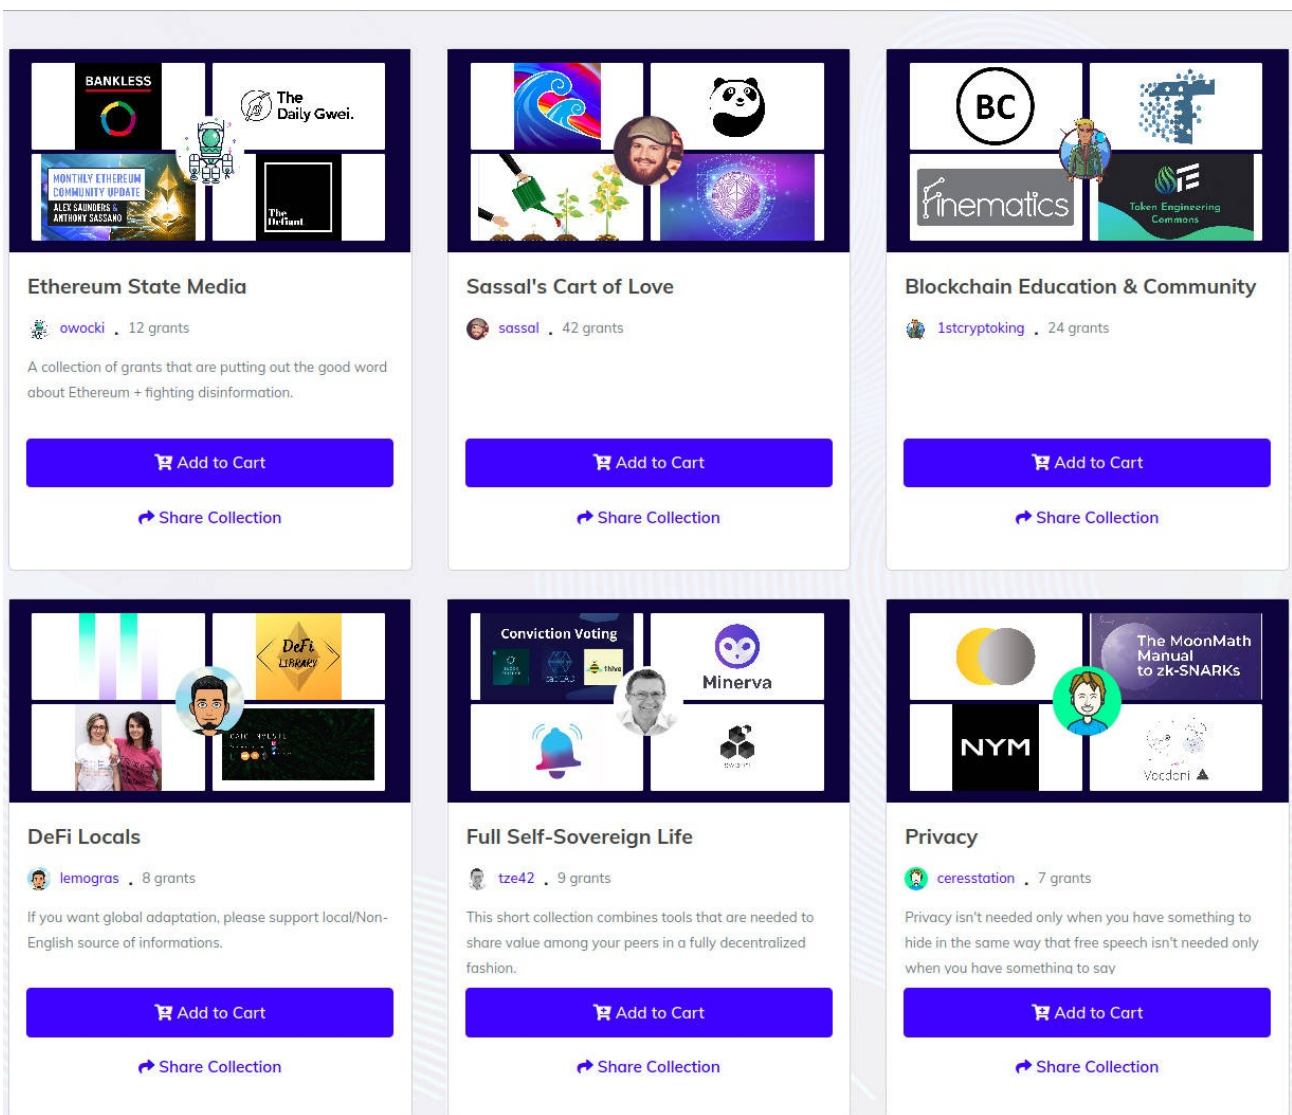 BANKLESS
The
Daily Gwei.
MONTHLY ETHEREUM
COMMUNITY UPDATE
ALEX SAUNDERS &
ANTHONY SASSANO
The
Defiant.
Ethereum State Media
owocki . 12 grants
A collection of grants that are putting out the good word
about Ethereum + fighting disinformation.
Add to Cart
Share Collection
Sassal's Cart of Love
sassal . 42 grants
Add to Cart
Share Collection
BC
Finematics
Token Engineering
Commons
Blockchain Education & Community
1stcryptoking . 24 grants
Add to Cart
Share Collection
DeFi
LIBRARY
DeFi Locals
lemogras . 8 grants
If you want global adaptation, please support local/Non-
English source of informations.
Add to Cart
Share Collection
Conviction Voting
1hive
Minerva
Full Self-Sovereign Life
tze42 . 9 grants
This short collection combines tools that are needed to
share value among your peers in a fully decentralized
fashion.
Add to Cart
Share Collection
The MoonMath
Manual
to zk-SNARKs
NYM
Vocdoni
Privacy
ceresstation . 7 grants
Privacy isn't needed only when you have something to
hide in the same way that free speech isn't needed only
when you have something to say
Add to Cart
Share Collection